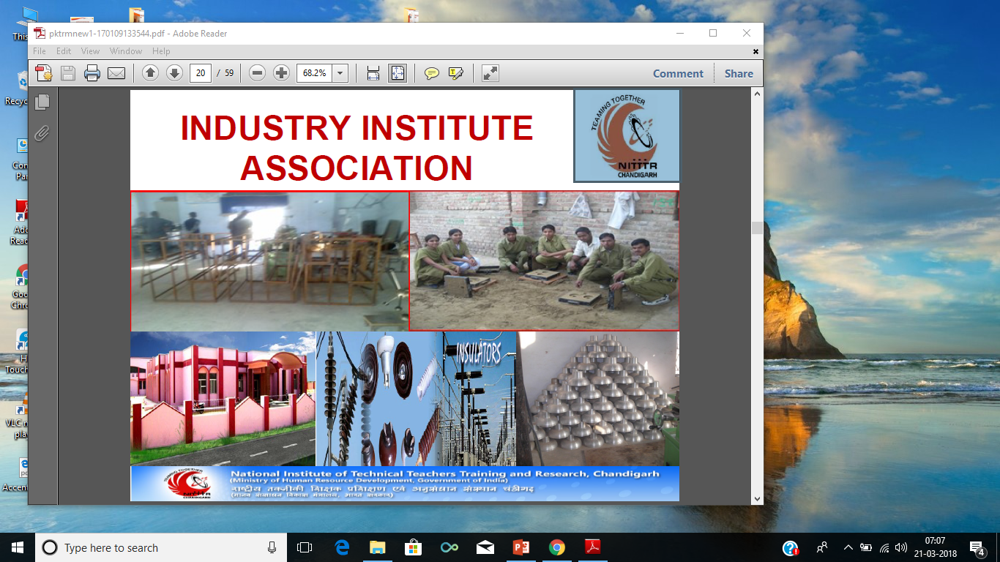 This
pktrmnew1-170109133544.pdf - Adobe Reader
File Edit View Window Help
20 / 59
68.2%
Comment Share
Recyc
Con
Pa
Ado
Read
Goo
Chro
Touch
VLC m
play
Accent
INDUSTRY INSTITUTE
ASSOCIATION
TEAMING TOGETHER
NITTTR
CHANDIGARH
INSULATORS
TEAMING TOGETHER
NITTTR
CHANDIGARH
National Institute of Technical Teachers Training and Research, Chandigarh
(Ministry of Human Resource Development, Government of India)
राष्ट्रीय तकनीकी शिक्षक प्रशिक्षण एवं अनुसंधान संस्थान चंडीगढ़
(मानव संसाधन विकास मंत्रालय, भारत सरकार)
Type here to search
07:07
21-03-2018
4